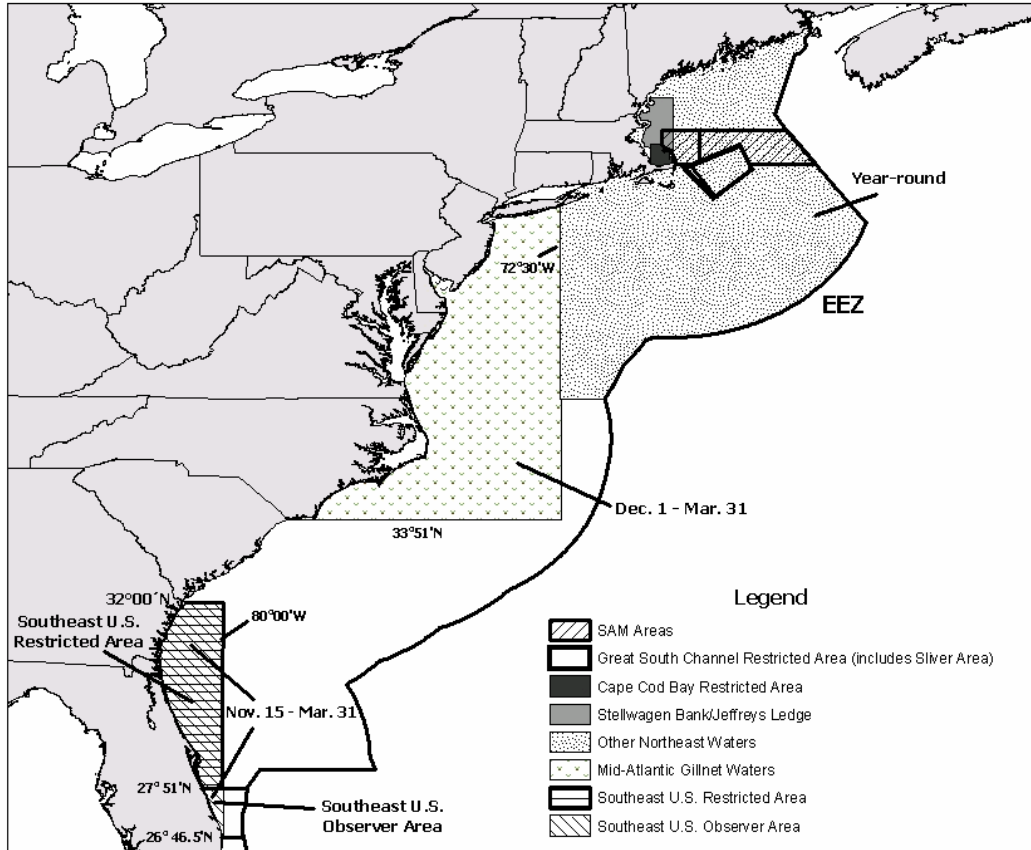 Year-round
72°30'W
EEZ
Dec. 1 - Mar. 31
33°51'N
32°00´N
80°00'W
Southeast U.S.
Restricted Area
Nov. 15 - Mar. 31
27° 51'N
Southeast U.S.
Observer Area
26° 46.5'N
Legend
SAM Areas
Great South Channel Restricted Area (includes Sliver Area)
Cape Cod Bay Restricted Area
Stellwagen Bank/Jeffreys Ledge
Other Northeast Waters
Mid-Atlantic Gillnet Waters
Southeast U.S. Restricted Area
Southeast U.S. Observer Area